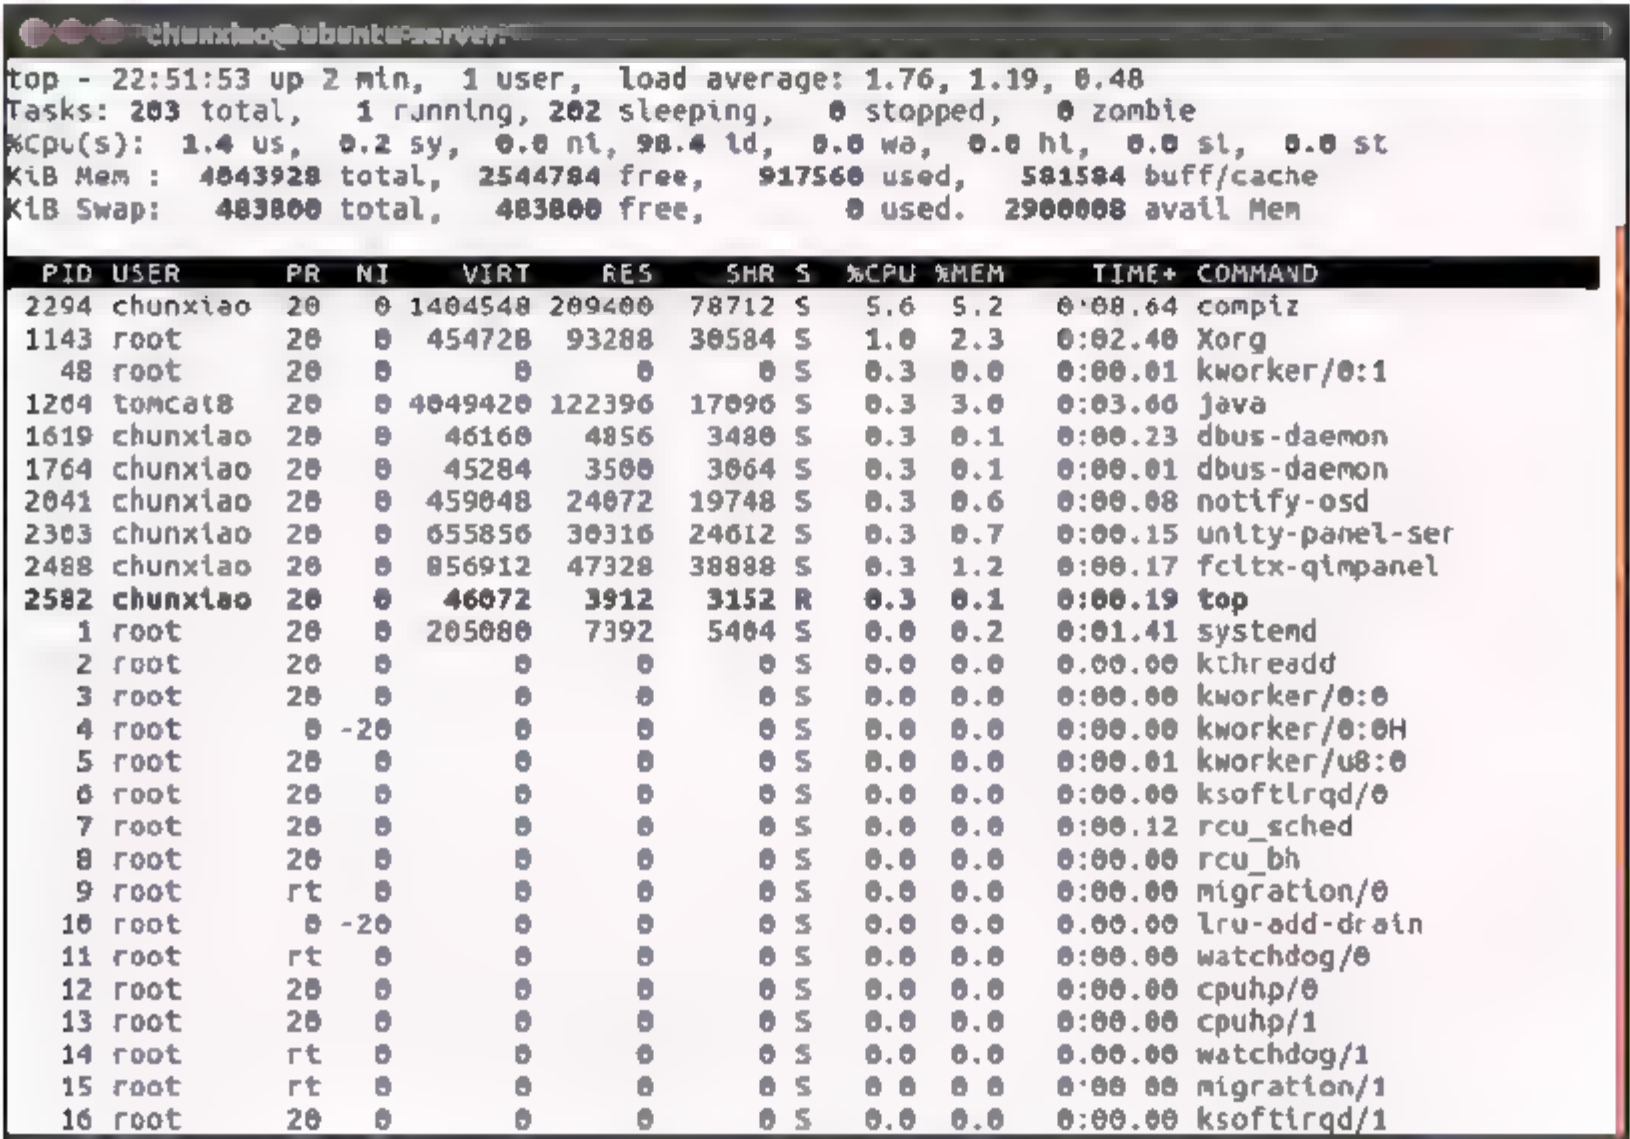 chunxiao@ubuntu-server:
top - 22:51:53 up 2 min,  1 user,  load average: 1.76, 1.19, 0.48
Tasks: 203 total,   1 running, 202 sleeping,   0 stopped,   0 zombie
%Cpu(s):  1.4 us,  0.2 sy,  0.0 ni, 98.4 id,  0.0 wa,  0.0 hi,  0.0 si,  0.0 st
KiB Mem :  4043928 total,  2544784 free,   917560 used,   581584 buff/cache
KiB Swap:   483800 total,   483800 free,        0 used.  2900008 avail Mem
PID USER      PR  NI    VIRT    RES    SHR S  %CPU %MEM     TIME+ COMMAND
2294 chunxiao  20   0 1404548 209400  78712 S   5.6  5.2   0:08.64 compiz
1143 root      20   0  454728  93288  30584 S   1.0  2.3   0:02.40 Xorg
48 root      20   0       0      0      0 S   0.3  0.0   0:00.01 kworker/0:1
1264 tomcat8   20   0 4049420 122396  17096 S   0.3  3.0   0:03.66 java
1619 chunxiao  20   0   46160   4856   3480 S   0.3  0.1   0:00.23 dbus-daemon
1764 chunxiao  20   0   45284   3500   3064 S   0.3  0.1   0:00.01 dbus-daemon
2041 chunxiao  20   0  459048  24072  19748 S   0.3  0.6   0:00.08 notify-osd
2303 chunxiao  20   0  655856  30316  24612 S   0.3  0.7   0:00.15 unity-panel-ser
2488 chunxiao  20   0  856912  47328  38888 S   0.3  1.2   0:00.17 fcitx-qimpanel
2582 chunxiao  20   0   46072   3912   3152 R   0.3  0.1   0:00.19 top
1 root      20   0  205080   7392   5404 S   0.0  0.2   0:01.41 systemd
2 root      20   0       0      0      0 S   0.0  0.0   0:00.00 kthreadd
3 root      20   0       0      0      0 S   0.0  0.0   0:00.00 kworker/0:0
4 root       0 -20       0      0      0 S   0.0  0.0   0:00.00 kworker/0:0H
5 root      20   0       0      0      0 S   0.0  0.0   0:00.01 kworker/u8:0
6 root      20   0       0      0      0 S   0.0  0.0   0:00.00 ksoftirqd/0
7 root      20   0       0      0      0 S   0.0  0.0   0:00.12 rcu_sched
8 root      20   0       0      0      0 S   0.0  0.0   0:00.00 rcu_bh
9 root      rt   0       0      0      0 S   0.0  0.0   0:00.00 migration/0
10 root       0 -20       0      0      0 S   0.0  0.0   0:00.00 lru-add-drain
11 root      rt   0       0      0      0 S   0.0  0.0   0:00.00 watchdog/0
12 root      20   0       0      0      0 S   0.0  0.0   0:00.00 cpuhp/0
13 root      20   0       0      0      0 S   0.0  0.0   0:00.00 cpuhp/1
14 root      rt   0       0      0      0 S   0.0  0.0   0:00.00 watchdog/1
15 root      rt   0       0      0      0 S   0.0  0.0   0:00.00 migration/1
16 root      20   0       0      0      0 S   0.0  0.0   0:00.00 ksoftirqd/1